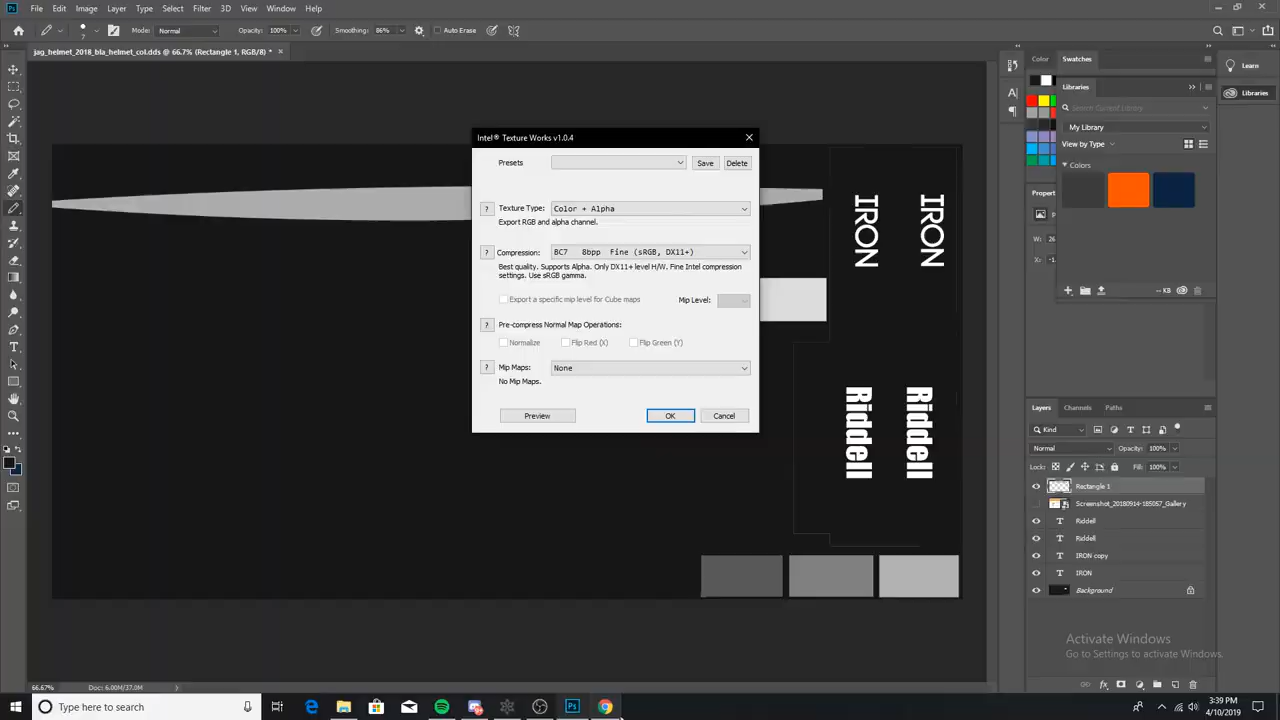 File Edit Image Layer Type Select Filter 3D View Window Help
Mode: Normal Opacity: 100% Smoothing: 86% Auto Erase
jag_helmet_2018_bla_helmet_col.dds @ 66.7% (Rectangle 1, RGB/8) *
Color Swatches
Learn
Libraries
Libraries
Search Current Library
My Library
View by Type
Colors
Intel® Texture Works v1.0.4
Presets Save Delete
? Texture Type: Color + Alpha
Export RGB and alpha channel.
? Compression: BC7 8bpp Fine (sRGB, DX11+)
Best quality. Supports Alpha. Only DX11+ level H/W. Fine Intel compression
settings. Use sRGB gamma.
Export a specific mip level for Cube maps Mip Level:
? Pre-compress Normal Map Operations:
Normalize Flip Red (X) Flip Green (Y)
? Mip Maps: None
No Mip Maps.
Preview OK Cancel
IRON
IRON
Riddell
Riddell
Propert
W: 26
X: -1.
-- KB
Layers Channels Paths
Kind
Normal Opacity: 100%
Lock: Fill: 100%
Rectangle 1
Screenshot_20180914-185057_Gallery
T Riddell
T Riddell
T IRON copy
T IRON
Background
Activate Windows
Go to Settings to activate Windows.
66.67% Doc: 6.00M/37.0M
Type here to search
3:39 PM
4/10/2019